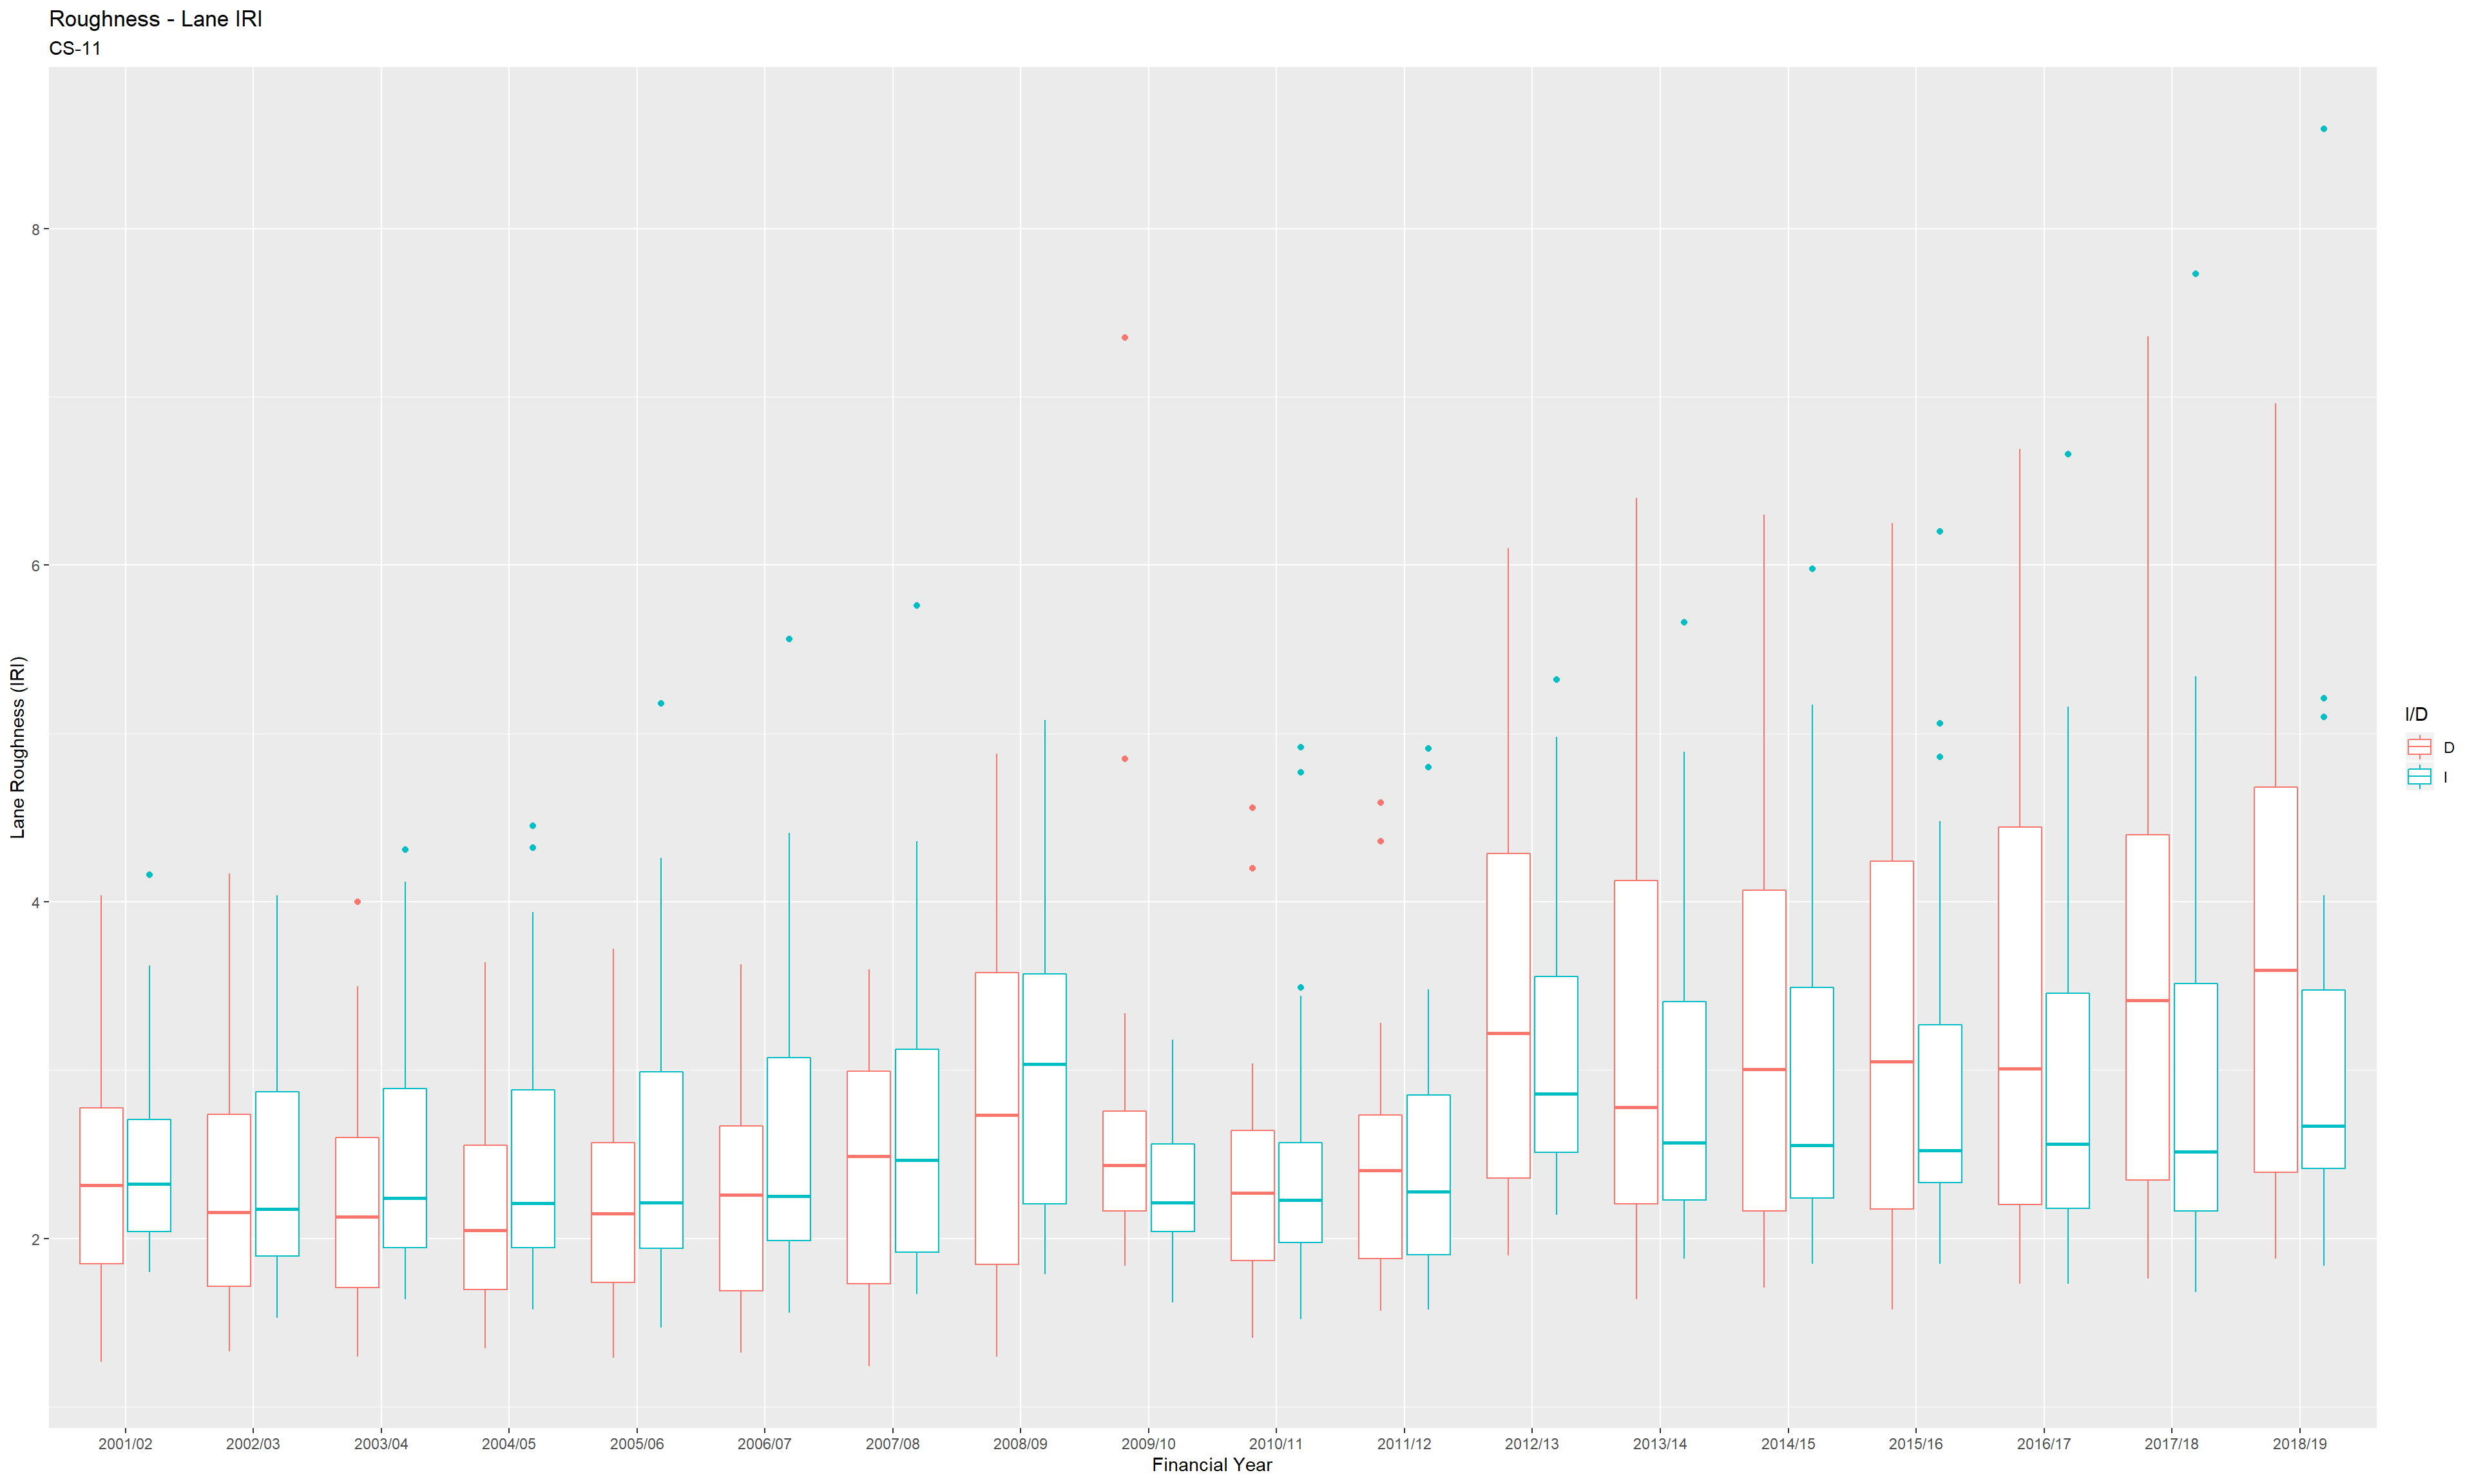 Roughness - Lane IRI
CS-11
8
6
4
2
Lane Roughness (IRI)
2001/02 2002/03 2003/04 2004/05 2005/06 2006/07 2007/08 2008/09 2009/10 2010/11 2011/12 2012/13 2013/14 2014/15 2015/16 2016/17 2017/18 2018/19
Financial Year
I/D
D
I